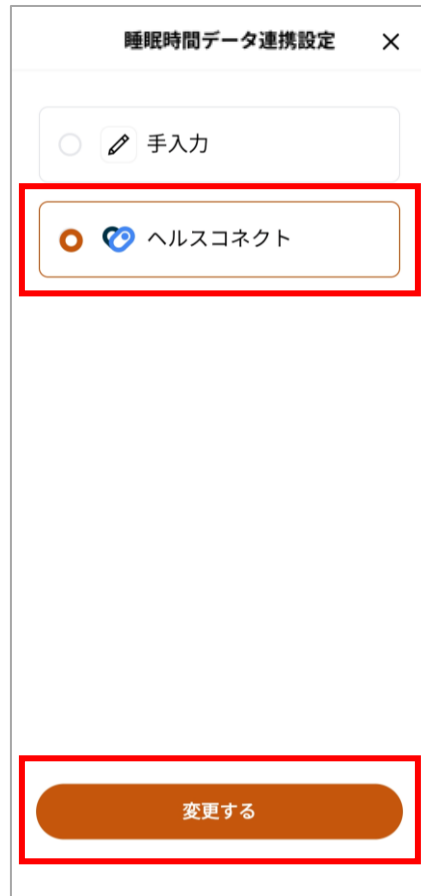 睡眠時間データ連携設定
手入力
ヘルスコネクト
変更する